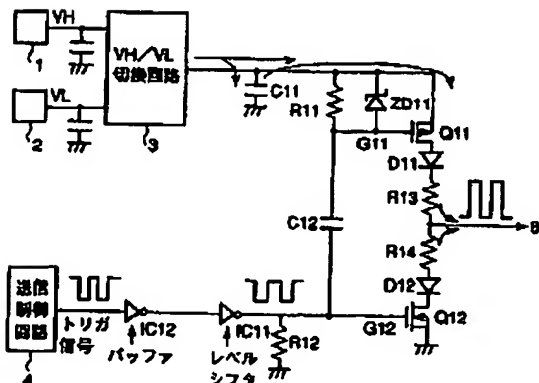 VH
1
VL
2
VH/VL
切換回路
3
C11
R11
ZD11
G11
Q11
D11
R13
C12
R14
D12
G12
Q12
送信
制御
回路
4
トリガ
信号
IC12
バッファ
IC11
レベル
シフタ
R12